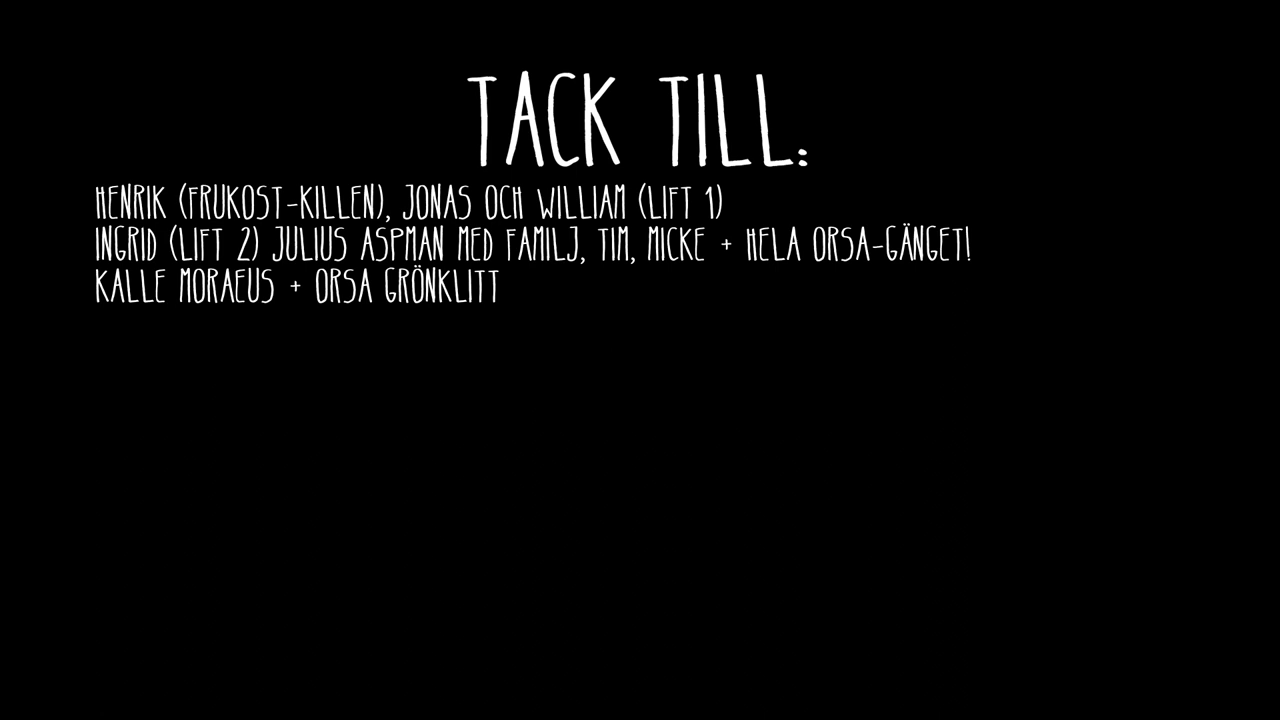 TACK TILL:
HENRIK (FRUKOST-KILLEN), JONAS OCH WILLIAM (LIFT 1)
INGRID (LIFT 2) JULIUS ASPMAN MED FAMILJ, TIM, MICKE + HELA ORSA-GÄNGET!
KALLE MORAEUS + ORSA GRÖNKLITT